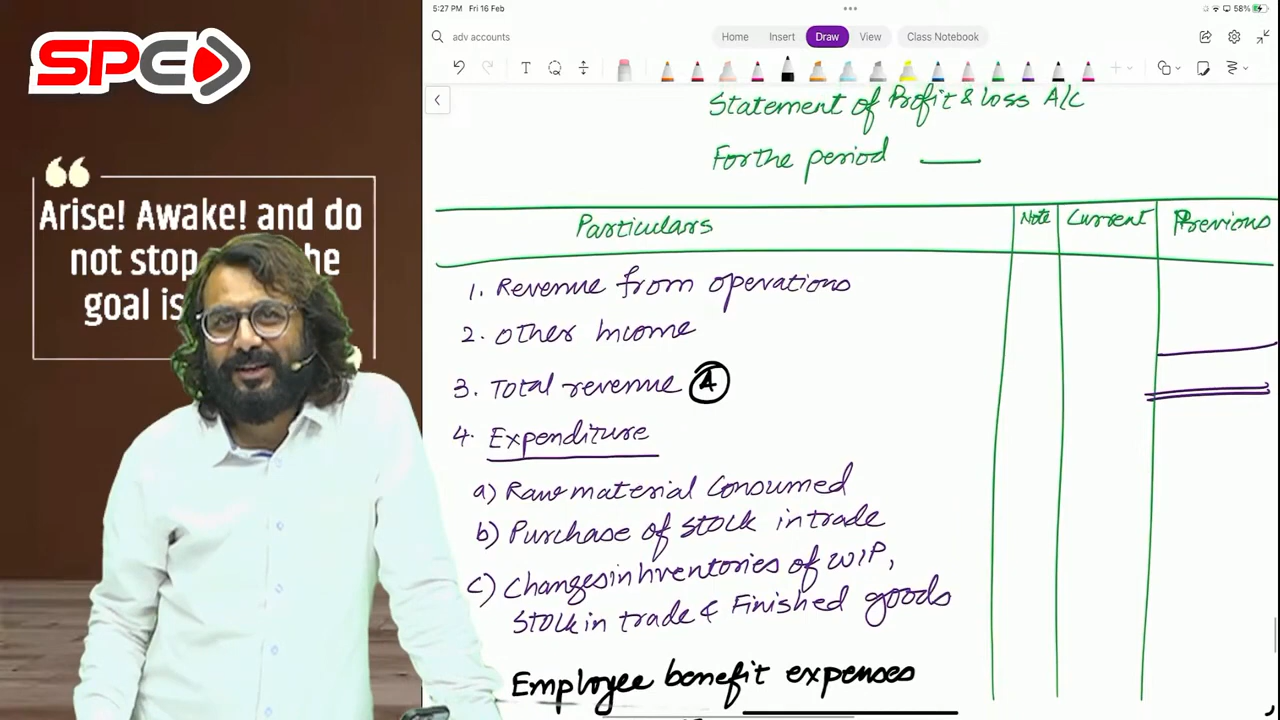 5:27 PM Fri 16 Feb
58%
adv accounts
Home Insert Draw View Class Notebook
SPE
Arise! Awake! and do
not stop he
goal is
Statement of Profit & Loss A/C
For the period
Particulars Note Current Previous
1. Revenue from operations
2. Other Income
3. Total revenue A
4. Expenditure
a) Raw material Consumed
b) Purchase of Stock in trade
c) Changes in Inventories of WIP,
Stock in trade & Finished goods
Employee benefit expenses